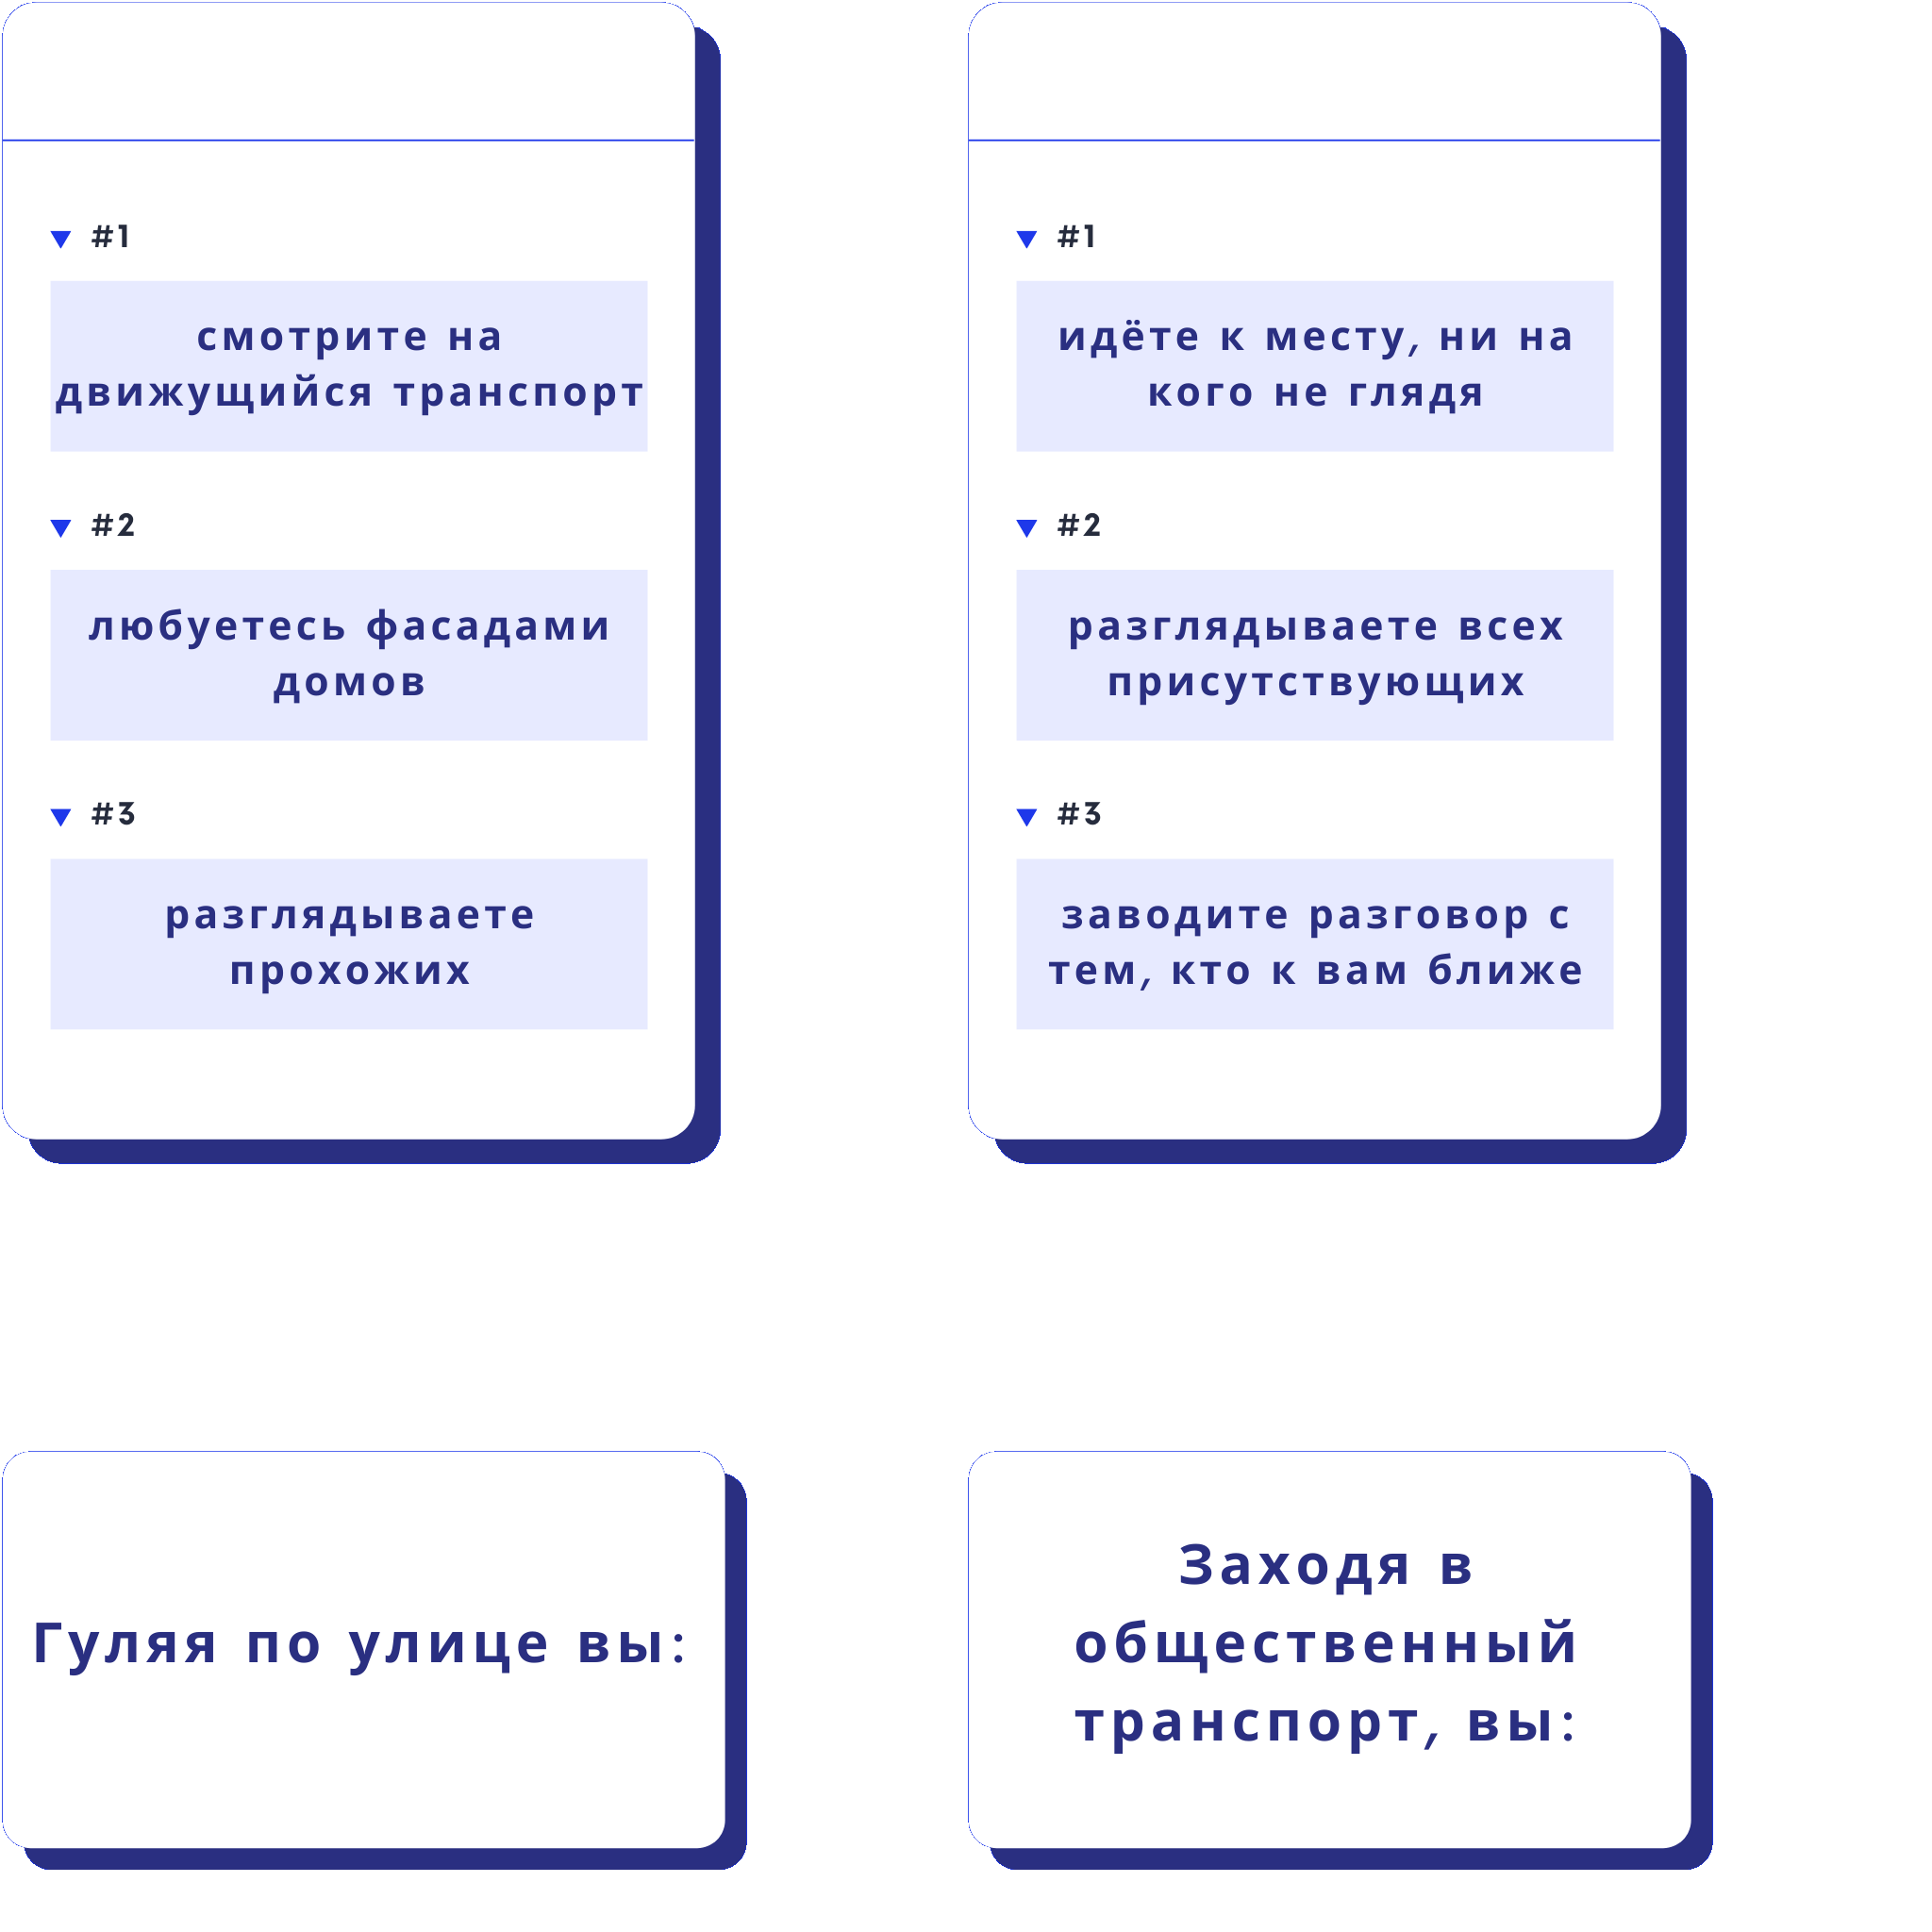 #1
смотрите на
движущийся транспорт
#2
любуетесь фасадами
домов
#3
разглядываете
прохожих
#1
идёте к месту, ни на
кого не глядя
#2
разглядываете всех
присутствующих
#3
заводите разговор с
тем, кто к вам ближе
Гуляя по улице вы:
Заходя в
общественный
транспорт, вы: